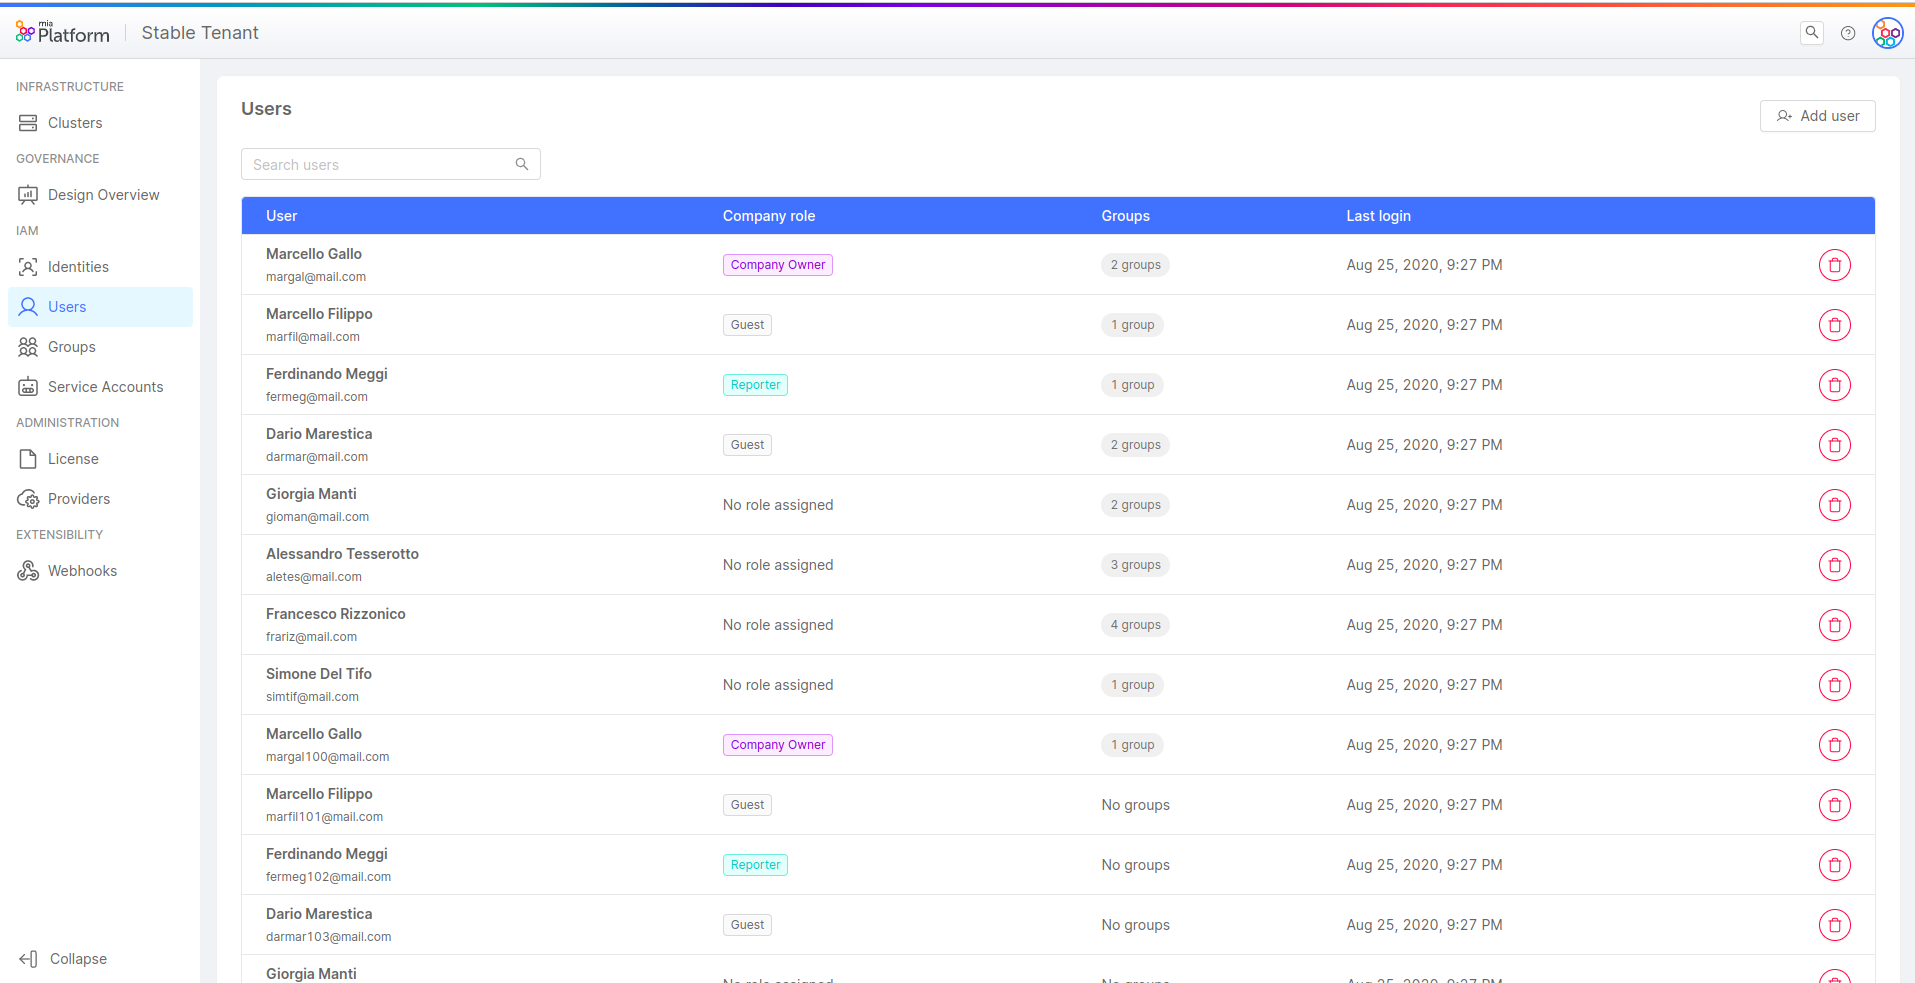 mia
Platform
Stable Tenant
INFRASTRUCTURE
Clusters
GOVERNANCE
Design Overview
IAM
Identities
Users
Groups
Service Accounts
ADMINISTRATION
License
Providers
EXTENSIBILITY
Webhooks
Collapse
Users
Add user
Search users
User Company role Groups Last login
Marcello Gallo
margal@mail.com
Company Owner 2 groups Aug 25, 2020, 9:27 PM
Marcello Filippo
marfil@mail.com
Guest 1 group Aug 25, 2020, 9:27 PM
Ferdinando Meggi
fermeg@mail.com
Reporter 1 group Aug 25, 2020, 9:27 PM
Dario Marestica
darmar@mail.com
Guest 2 groups Aug 25, 2020, 9:27 PM
Giorgia Manti
gioman@mail.com
No role assigned 2 groups Aug 25, 2020, 9:27 PM
Alessandro Tesserotto
aletes@mail.com
No role assigned 3 groups Aug 25, 2020, 9:27 PM
Francesco Rizzonico
frariz@mail.com
No role assigned 4 groups Aug 25, 2020, 9:27 PM
Simone Del Tifo
simtif@mail.com
No role assigned 1 group Aug 25, 2020, 9:27 PM
Marcello Gallo
margal100@mail.com
Company Owner 1 group Aug 25, 2020, 9:27 PM
Marcello Filippo
marfil101@mail.com
Guest No groups Aug 25, 2020, 9:27 PM
Ferdinando Meggi
fermeg102@mail.com
Reporter No groups Aug 25, 2020, 9:27 PM
Dario Marestica
darmar103@mail.com
Guest No groups Aug 25, 2020, 9:27 PM
Giorgia Manti